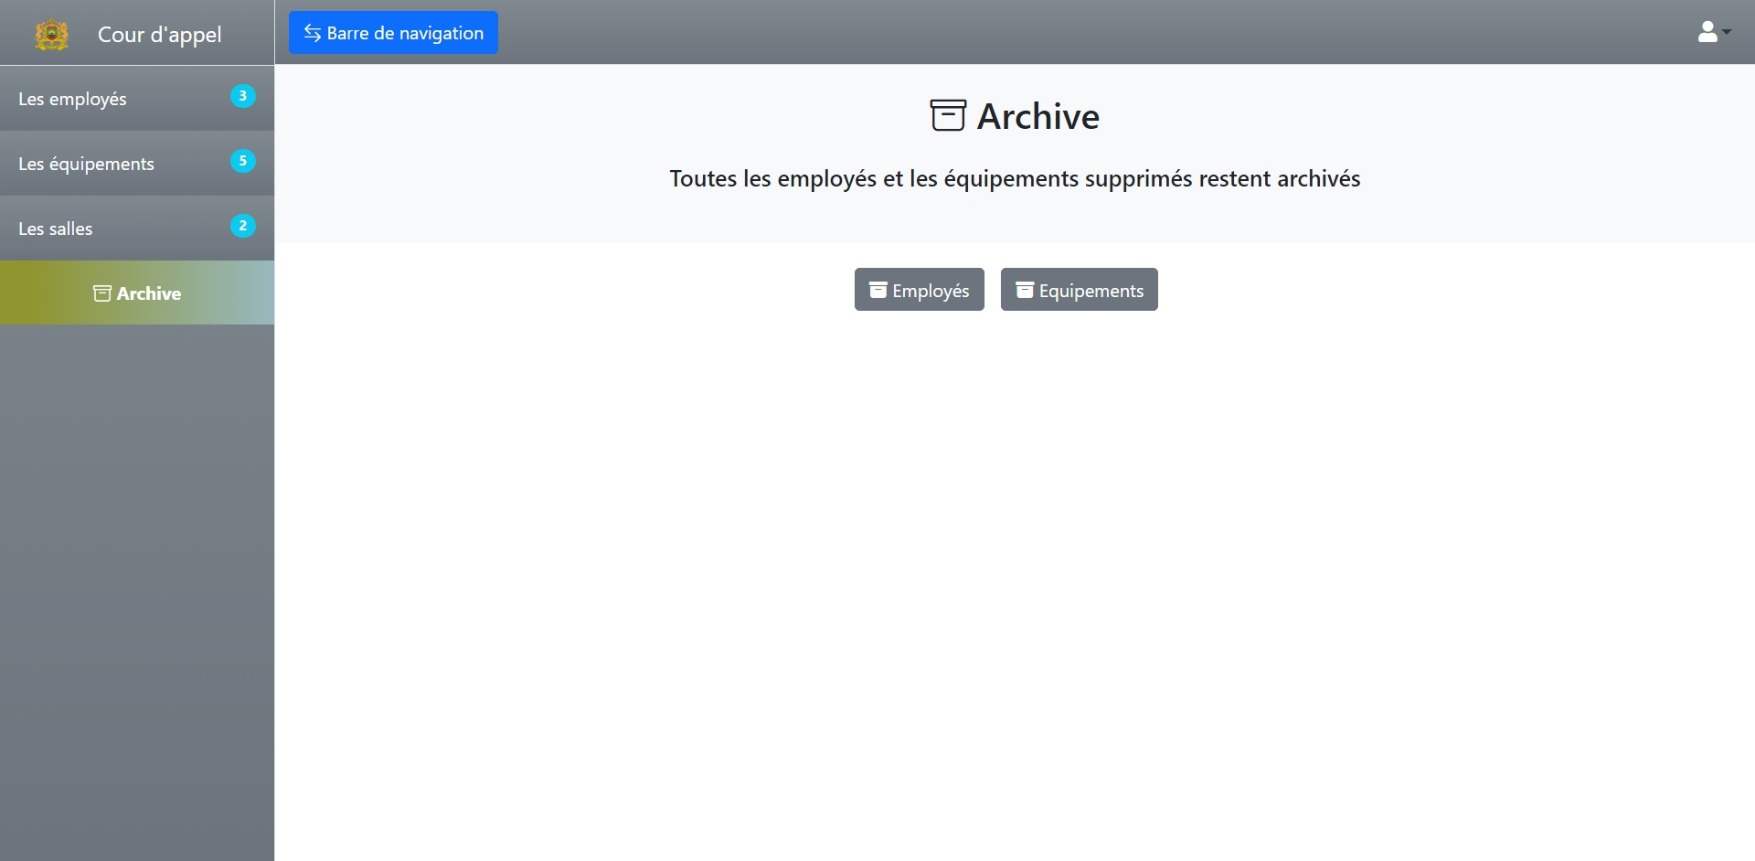 Cour d'appel
Barre de navigation
Les employés 3
Les équipements 5
Les salles 2
Archive
Archive
Toutes les employés et les équipements supprimés restent archivés
Employés
Equipements